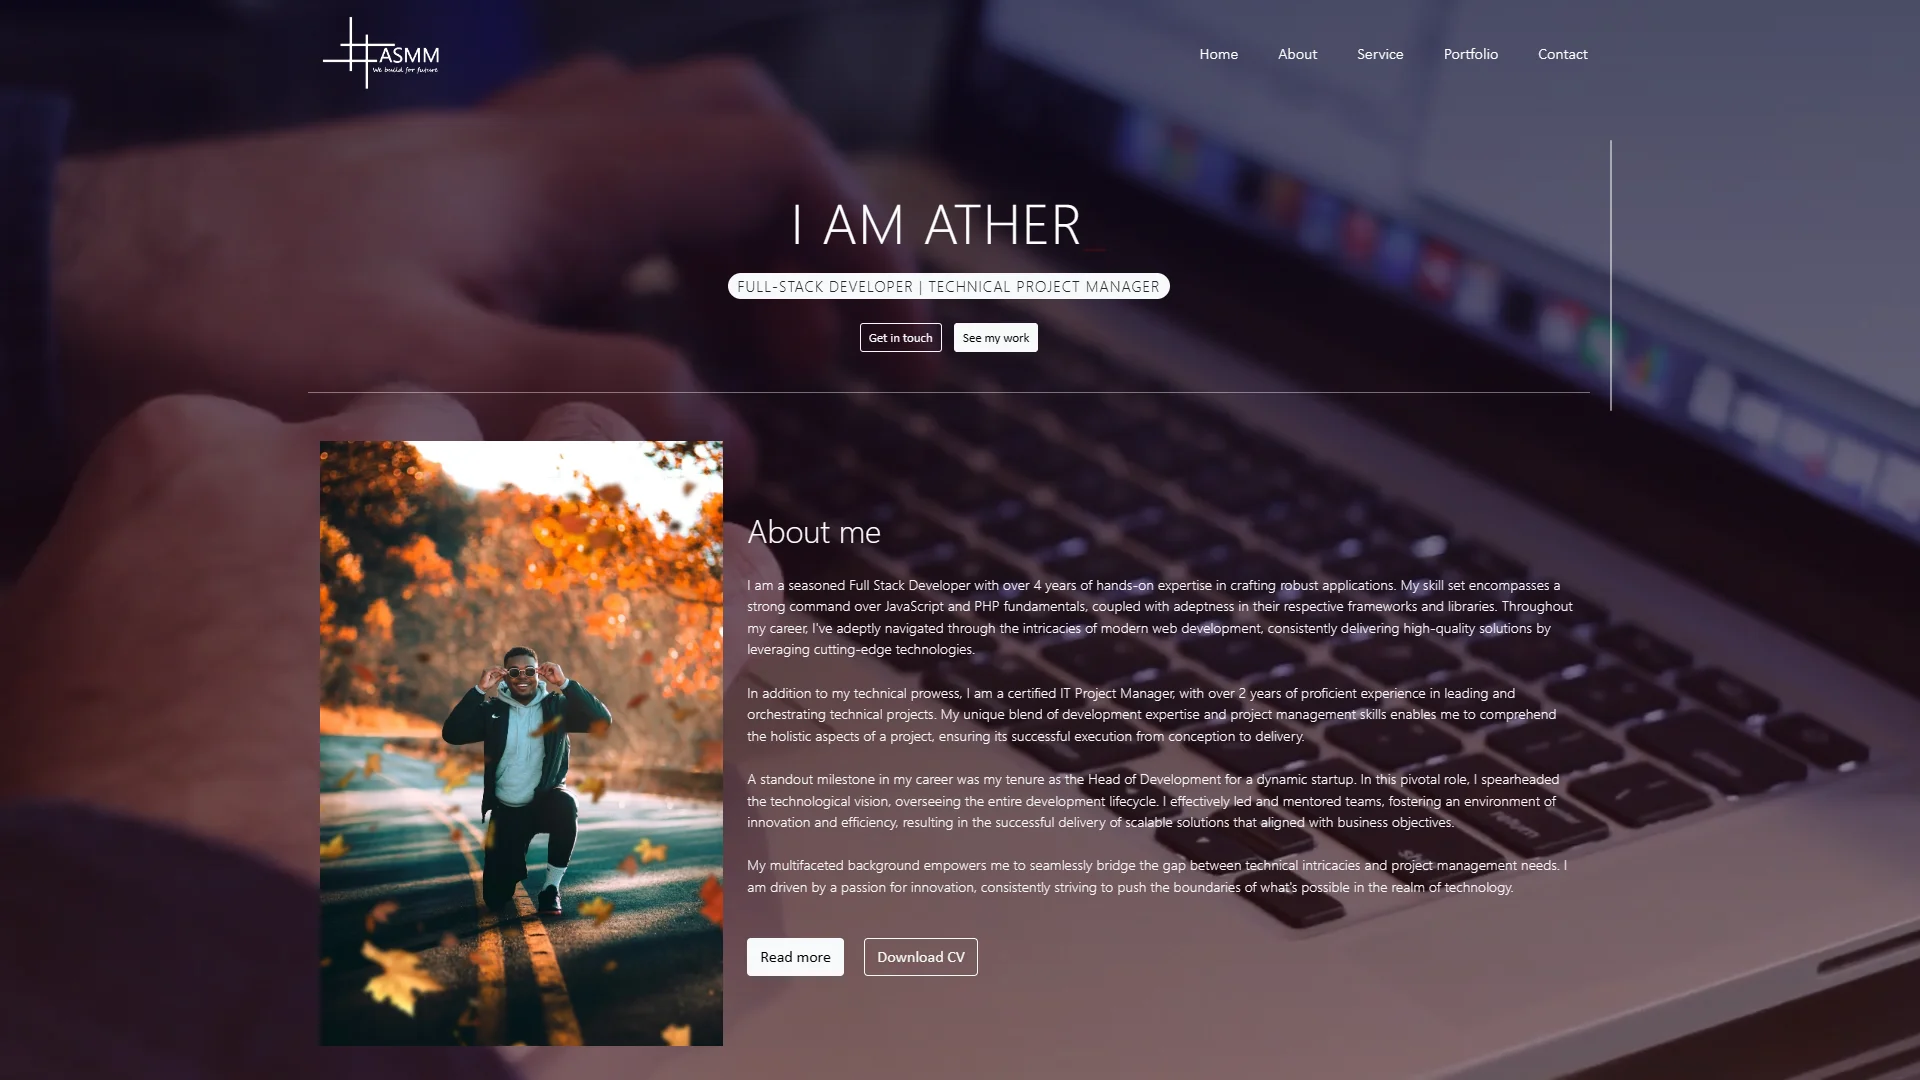 ASMM
We build for future
Home
About
Service
Portfolio
Contact
I AM ATHER_
FULL-STACK DEVELOPER | TECHNICAL PROJECT MANAGER
Get in touch
See my work
About me
I am a seasoned Full Stack Developer with over 4 years of hands-on expertise in crafting robust applications. My skill set encompasses a
strong command over JavaScript and PHP fundamentals, coupled with adeptness in their respective frameworks and libraries. Throughout
my career, I've adeptly navigated through the intricacies of modern web development, consistently delivering high-quality solutions by
leveraging cutting-edge technologies.
In addition to my technical prowess, I am a certified IT Project Manager, with over 2 years of proficient experience in leading and
orchestrating technical projects. My unique blend of development expertise and project management skills enables me to comprehend
the holistic aspects of a project, ensuring its successful execution from conception to delivery.
A standout milestone in my career was my tenure as the Head of Development for a dynamic startup. In this pivotal role, I spearheaded
the technological vision, overseeing the entire development lifecycle. I effectively led and mentored teams, fostering an environment of
innovation and efficiency, resulting in the successful delivery of scalable solutions that aligned with business objectives.
My multifaceted background empowers me to seamlessly bridge the gap between technical intricacies and project management needs. I
am driven by a passion for innovation, consistently striving to push the boundaries of what's possible in the realm of technology.
return
Read more
Download CV